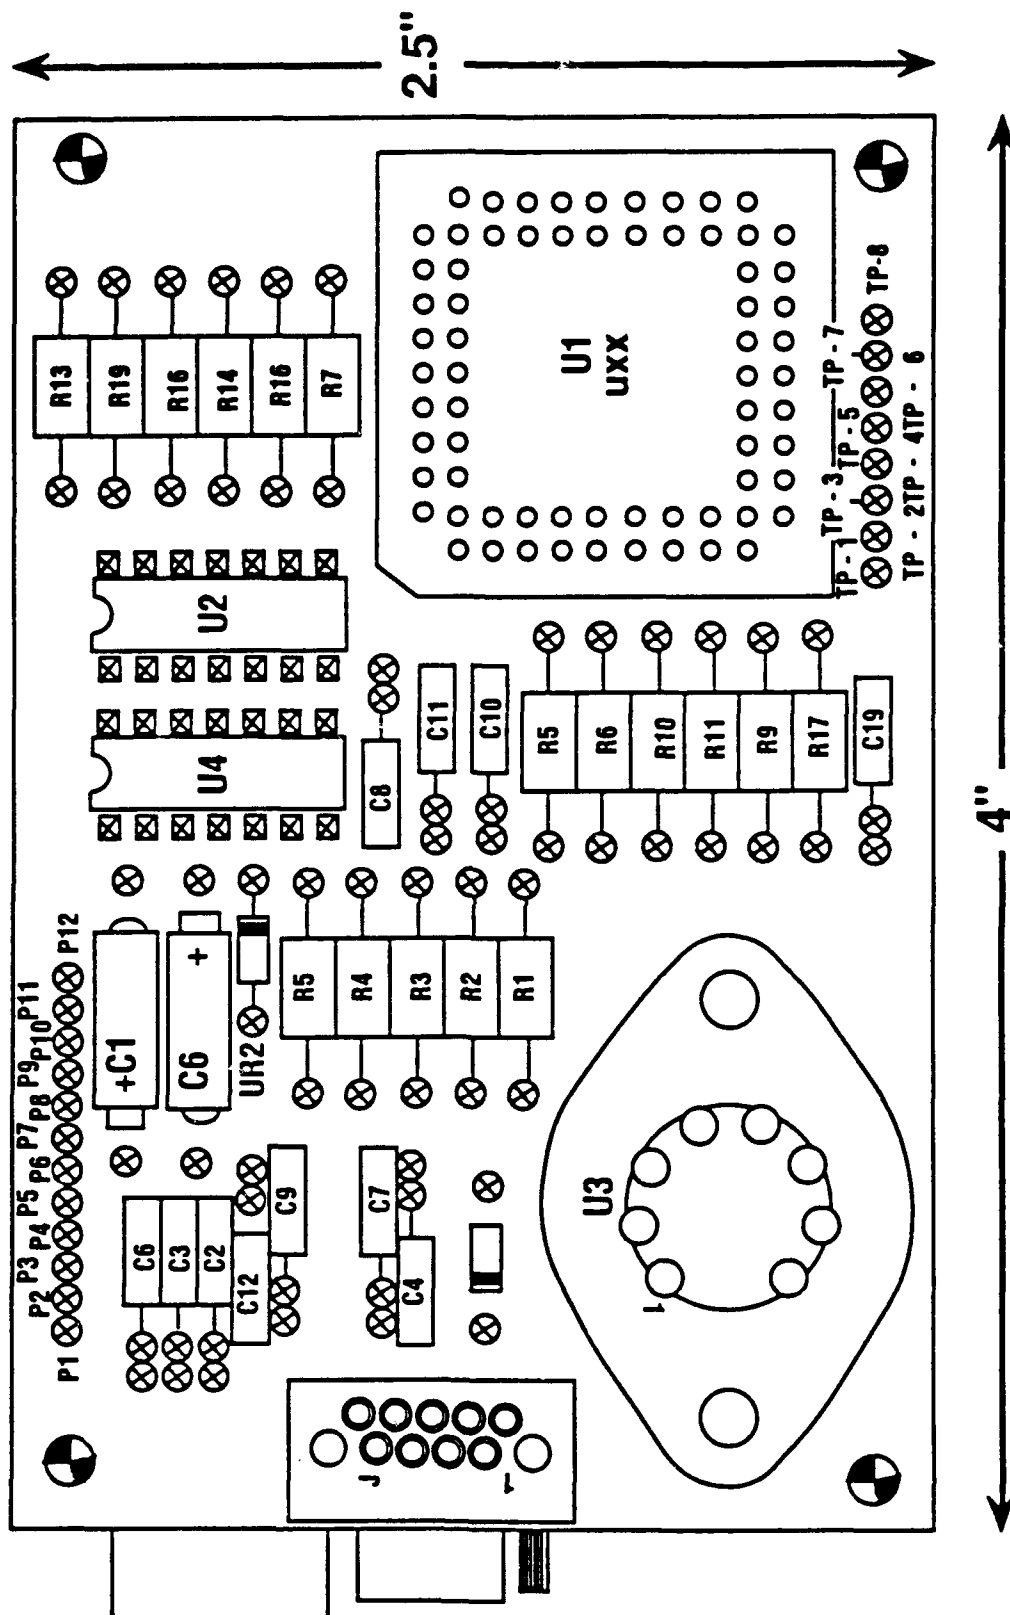 2.5"
4"
R13
R19
R16
R14
R16
R7
U1
uxx
TP-8
TP-7
TP - 6
TP - 5
TP - 4
TP - 3
TP - 2
TP - 1
U2
U4
C8
C11
C10
R5
R6
R10
R11
R9
R17
C19
P12
P11
P10
P9
P8
P7
P6
P5
P4
P3
P2
P1
+C1
C6 +
UR2
R5
R4
R3
R2
R1
C6
C3
C2
C12
C9
C7
C4
U3
1
J
1